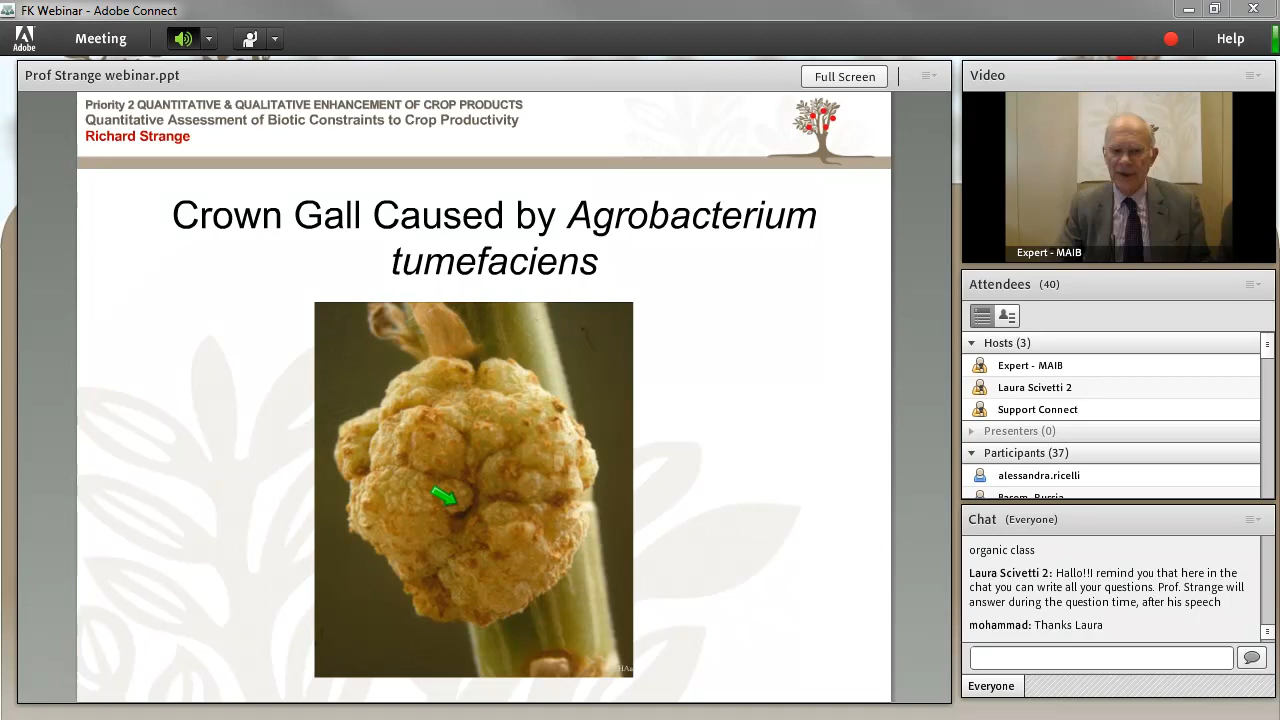 FK Webinar - Adobe Connect
Adobe
Meeting
Help
Prof Strange webinar.ppt
Full Screen
Priority 2 QUANTITATIVE & QUALITATIVE ENHANCEMENT OF CROP PRODUCTS
Quantitative Assessment of Biotic Constraints to Crop Productivity
Richard Strange
Crown Gall Caused by Agrobacterium
tumefaciens
Video
Expert - MAIB
Attendees (40)
Hosts (3)
Expert - MAIB
Laura Scivetti 2
Support Connect
Presenters (0)
Participants (37)
alessandra.ricelli
Chat (Everyone)
organic class
Laura Scivetti 2: Hallo!!I remind you that here in the
chat you can write all your questions. Prof. Strange will
answer during the question time, after his speech
mohammad: Thanks Laura
Everyone